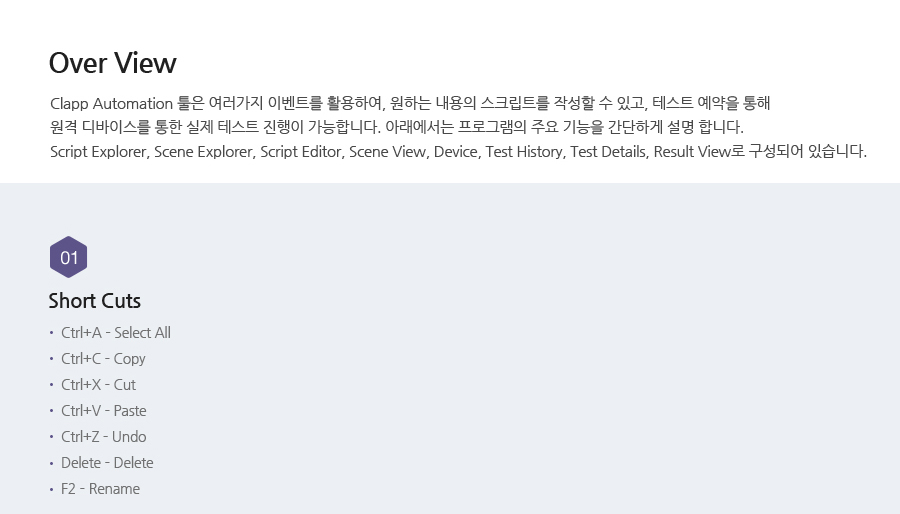 Over View
Clapp Automation 툴은 여러가지 이벤트를 활용하여, 원하는 내용의 스크립트를 작성할 수 있고, 테스트 예약을 통해
원격 디바이스를 통한 실제 테스트 진행이 가능합니다. 아래에서는 프로그램의 주요 기능을 간단하게 설명 합니다.
Script Explorer, Scene Explorer, Script Editor, Scene View, Device, Test History, Test Details, Result View로 구성되어 있습니다.
01
Short Cuts
• Ctrl+A - Select All
• Ctrl+C - Copy
• Ctrl+X - Cut
• Ctrl+V - Paste
• Ctrl+Z - Undo
• Delete - Delete
• F2 - Rename